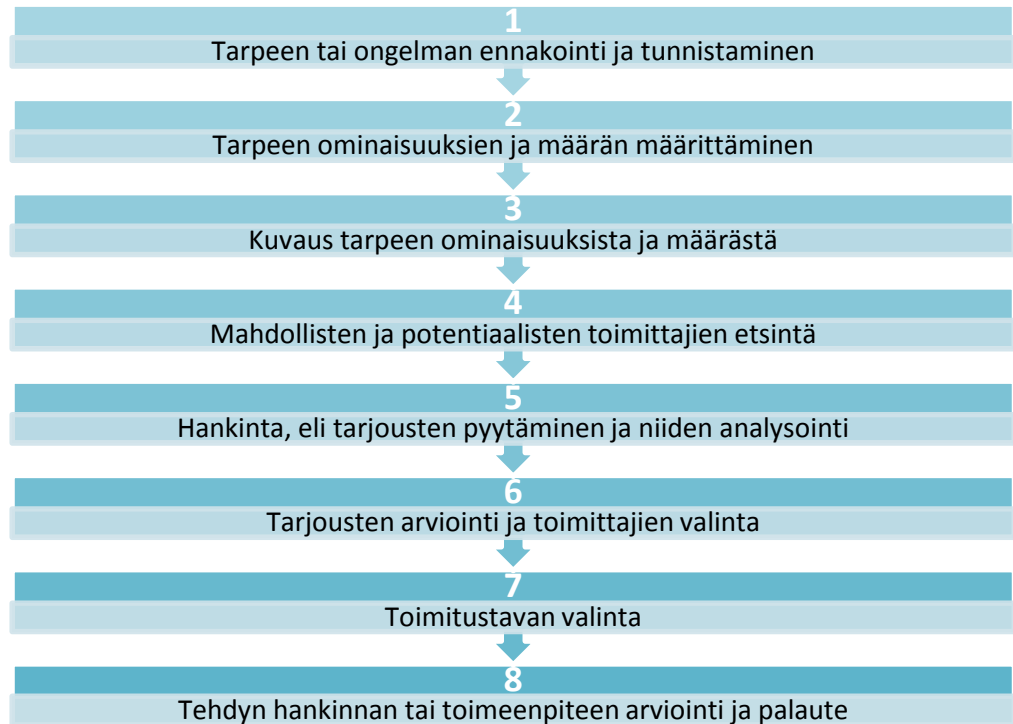 1
Tarpeen tai ongelman ennakointi ja tunnistaminen
2
Tarpeen ominaisuuksien ja määrän määrittäminen
3
Kuvaus tarpeen ominaisuuksista ja määrästä
4
Mahdollisten ja potentiaalisten toimittajien etsintä
5
Hankinta, eli tarjousten pyytäminen ja niiden analysointi
6
Tarjousten arviointi ja toimittajien valinta
7
Toimitustavan valinta
8
Tehdyn hankinnan tai toimeenpiteen arviointi ja palaute